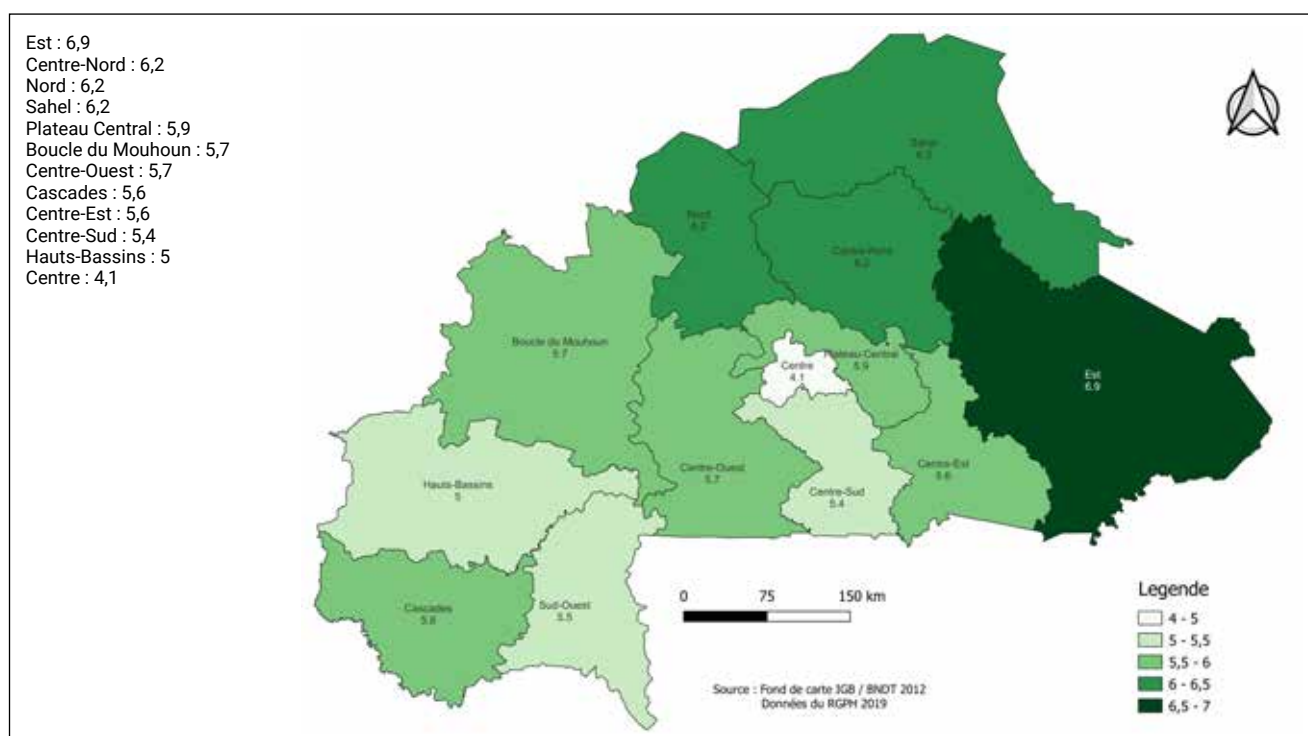 Est : 6,9
Centre-Nord : 6,2
Nord : 6,2
Sahel : 6,2
Plateau Central : 5,9
Boucle du Mouhoun : 5,7
Centre-Ouest : 5,7
Cascades : 5,6
Centre-Est : 5,6
Centre-Sud : 5,4
Hauts-Bassins : 5
Centre : 4,1
Sahel
6.2
Nord
6.2
Centre-Nord
6.2
Boucle du Mouhoun
5.7
Plateau-Central
5.9
Centre
4.1
Est
6.9
Centre-Ouest
5.7
Centre-Est
5.6
Hauts-Bassins
5
Centre-Sud
5.4
Cascades
5.6
Sud-Ouest
5.5
0 75 150 km
Legende
4 - 5
5 - 5,5
5,5 - 6
6 - 6,5
6,5 - 7
Source : Fond de carte IGB / BNDT 2012
Données du RGPH 2019